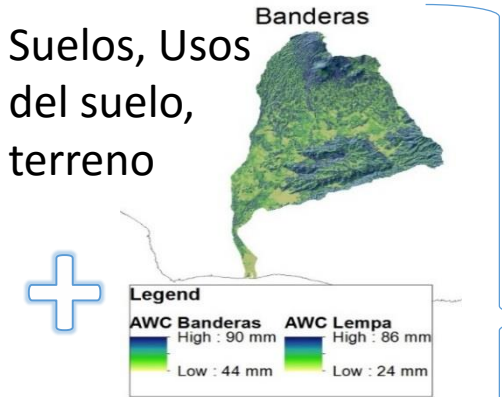 Banderas
Suelos, Usos
del suelo,
terreno
Legend
AWC Banderas AWC Lempa
High : 90 mm High : 86 mm
Low : 44 mm Low : 24 mm